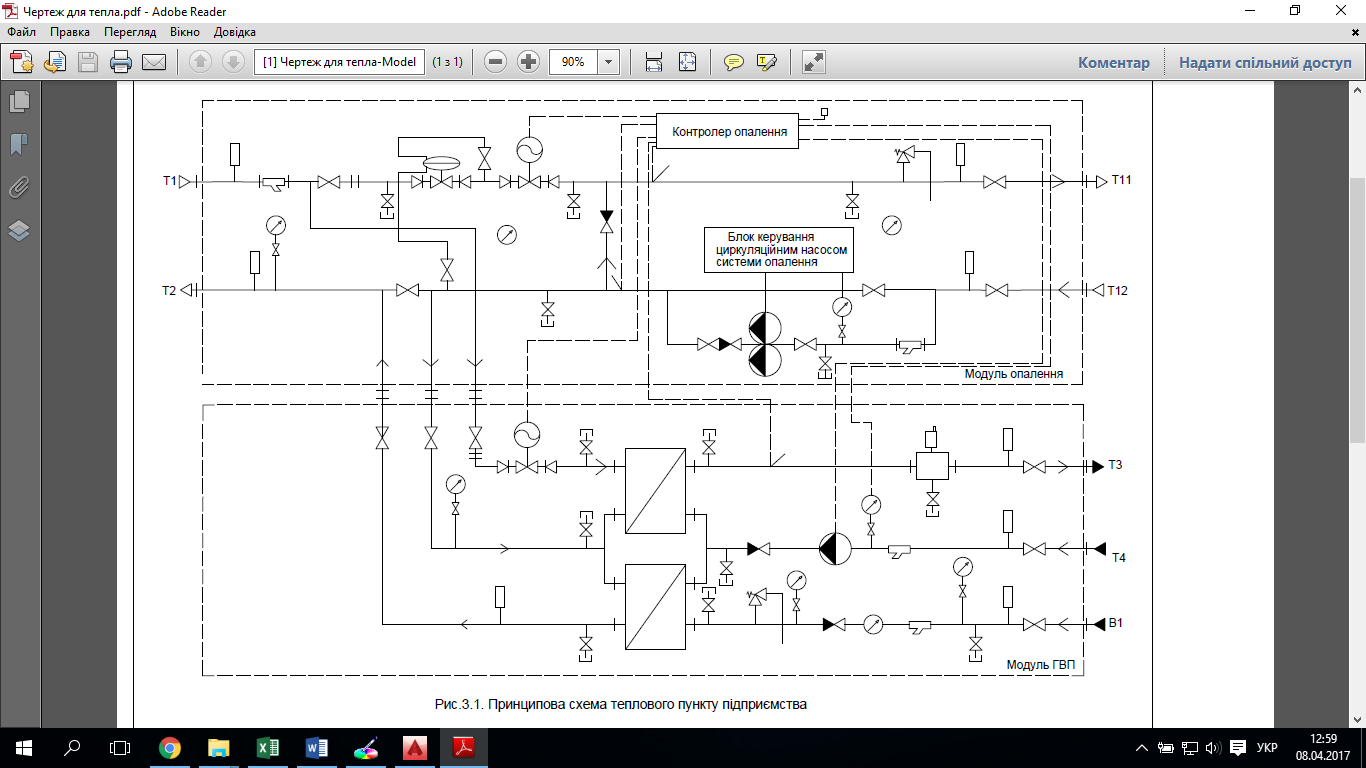 Чертеж для тепла.pdf - Adobe Reader
Файл Правка Перегляд Вікно Довідка
[1] Чертеж для тепла-Model (1 з 1) 90% Коментар Надати спільний доступ
Контролер опалення
T1
T11
Блок керування
циркуляційним насосом
системи опалення
T2
T12
Модуль опалення
T3
T4
B1
Модуль ГВП
Рис.3.1. Принципова схема теплового пункту підприємства
УКР
12:59
08.04.2017